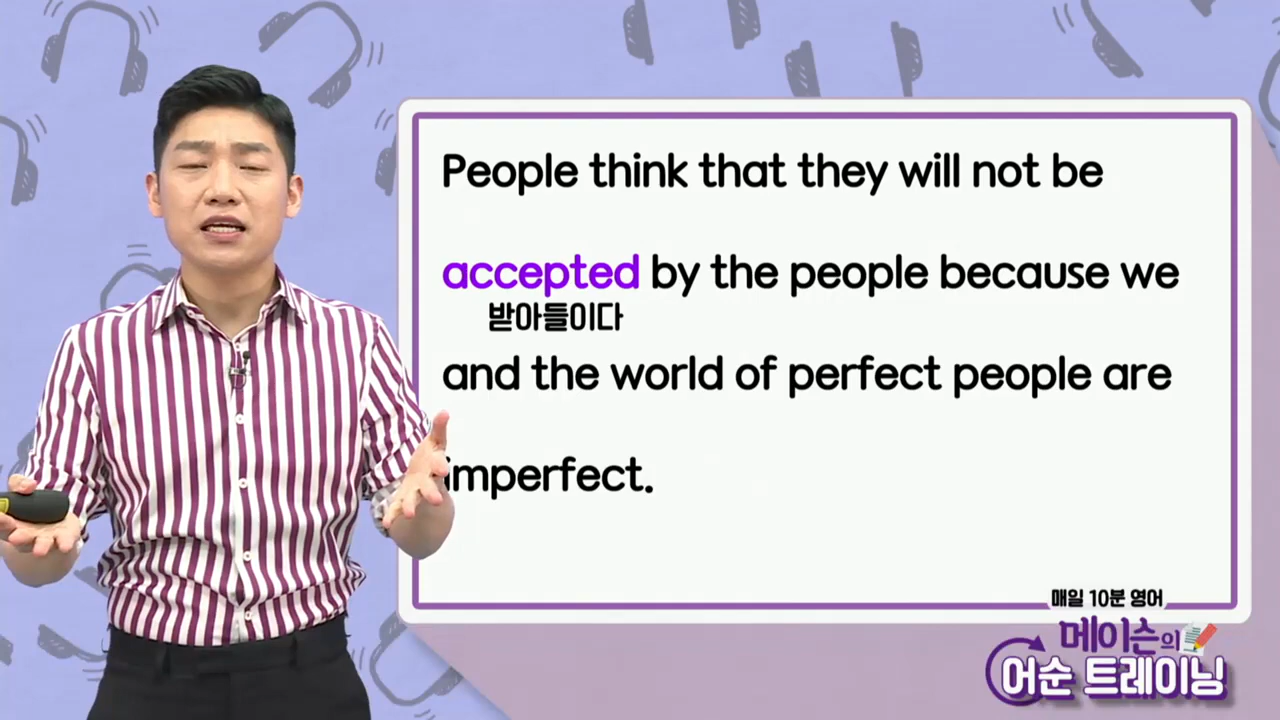 People think that they will not be
accepted by the people because we
받아들이다
and the world of perfect people are
imperfect.
매일 10분 영어
메이슨의
어순 트레이닝